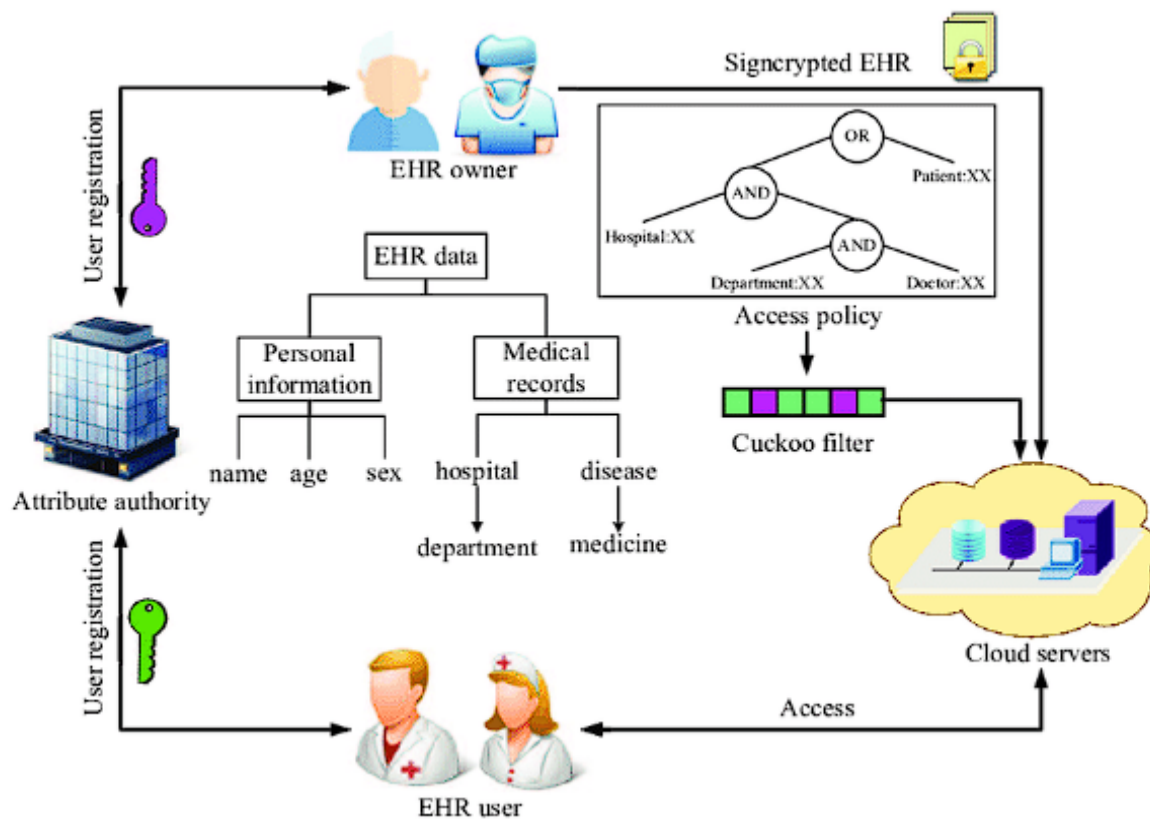 Signcrypted EHR
EHR owner
User registration
OR
AND
Patient:XX
Hospital:XX
AND
Department:XX
Doctor:XX
Access policy
EHR data
Personal
information
Medical
records
name
age
sex
hospital
disease
department
medicine
Cuckoo filter
Attribute authority
User registration
Cloud servers
Access
EHR user